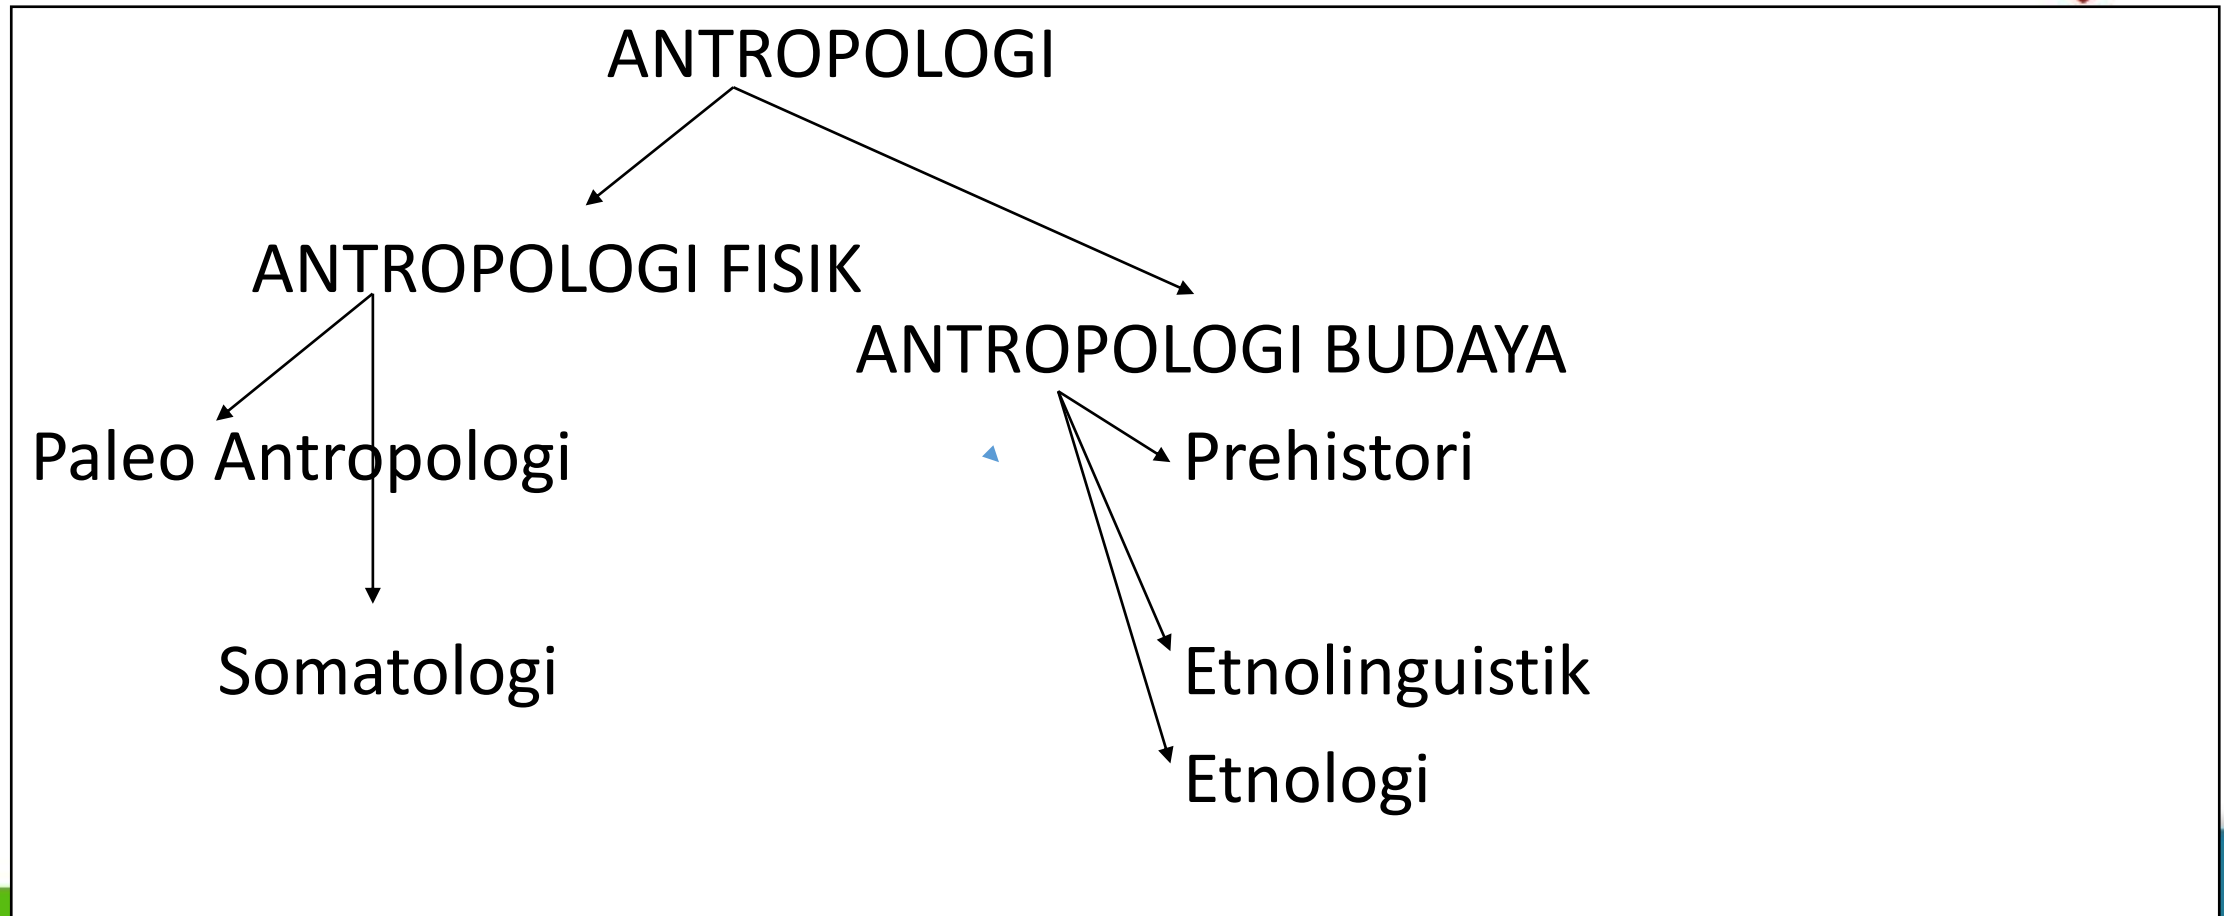 ANTROPOLOGI
ANTROPOLOGI FISIK
ANTROPOLOGI BUDAYA
Paleo Antropologi
Prehistori
Somatologi
Etnolinguistik
Etnologi